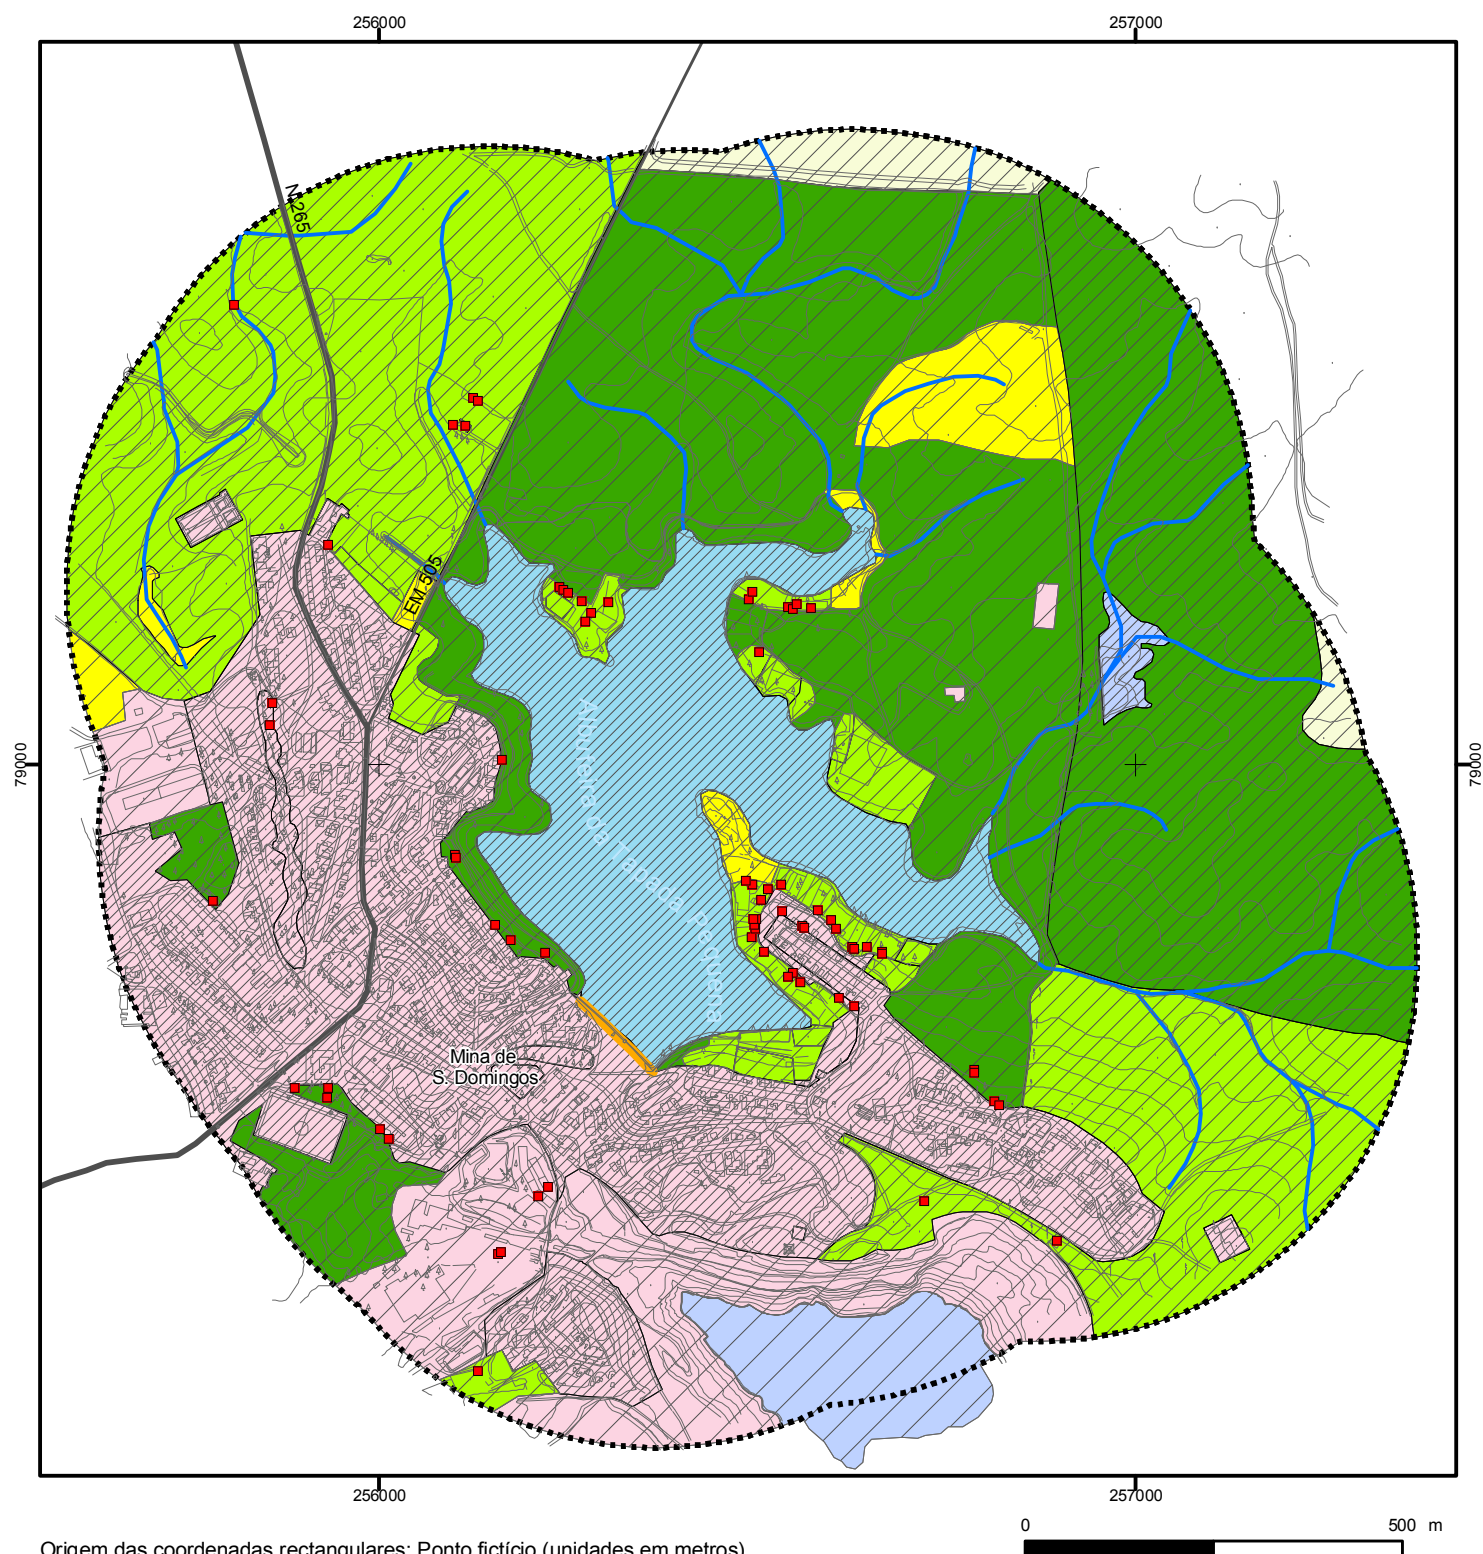 256000
257000
N 265
EM 505
79000
79000
Albufeira da Tapada Pequena
Mina de
S. Domingos
256000
257000
0
500 m
Origem das coordenadas rectangulares: Ponto fictício (unidades em metros)